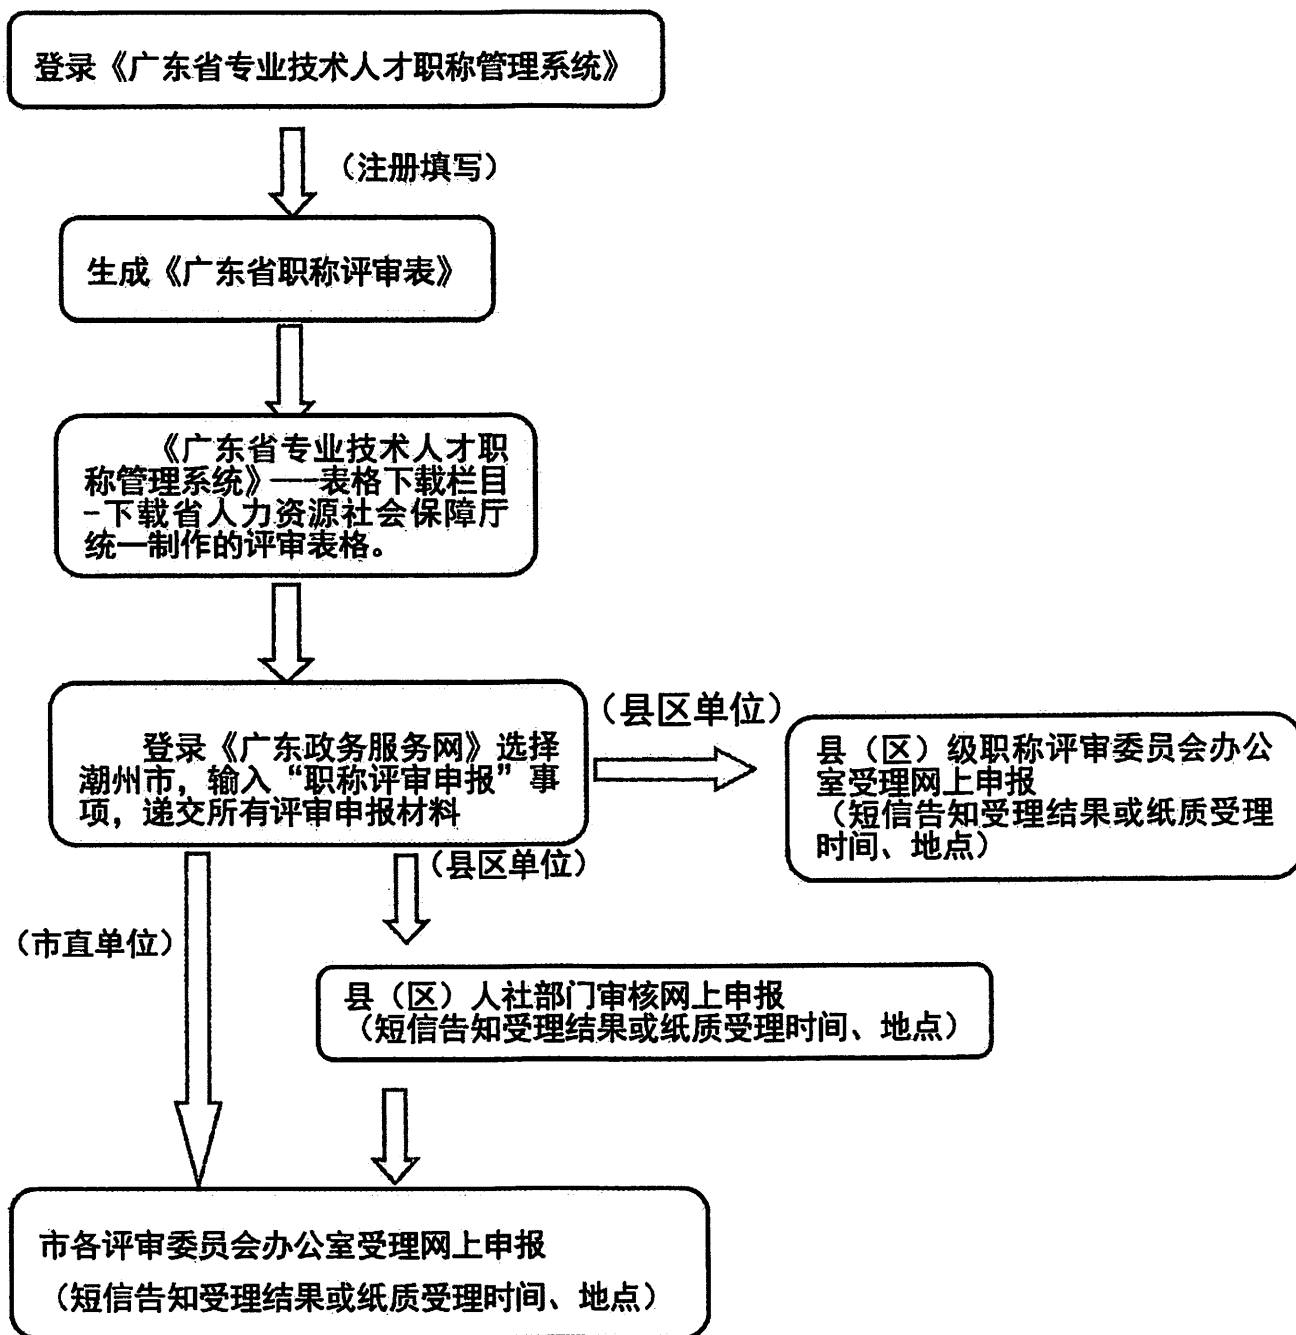 登录《广东省专业技术人才职称管理系统》
（注册填写）
生成《广东省职称评审表》
《广东省专业技术人才职
称管理系统》——表格下载栏目
-下载省人力资源社会保障厅
统一制作的评审表格。
（县区单位）
登录《广东政务服务网》选择
潮州市，输入“职称评审申报”事
项，递交所有评审申报材料
县（区）级职称评审委员会办公
室受理网上申报
（短信告知受理结果或纸质受理
时间、地点）
（县区单位）
（市直单位）
县（区）人社部门审核网上申报
（短信告知受理结果或纸质受理时间、地点）
市各评审委员会办公室受理网上申报
（短信告知受理结果或纸质受理时间、地点）